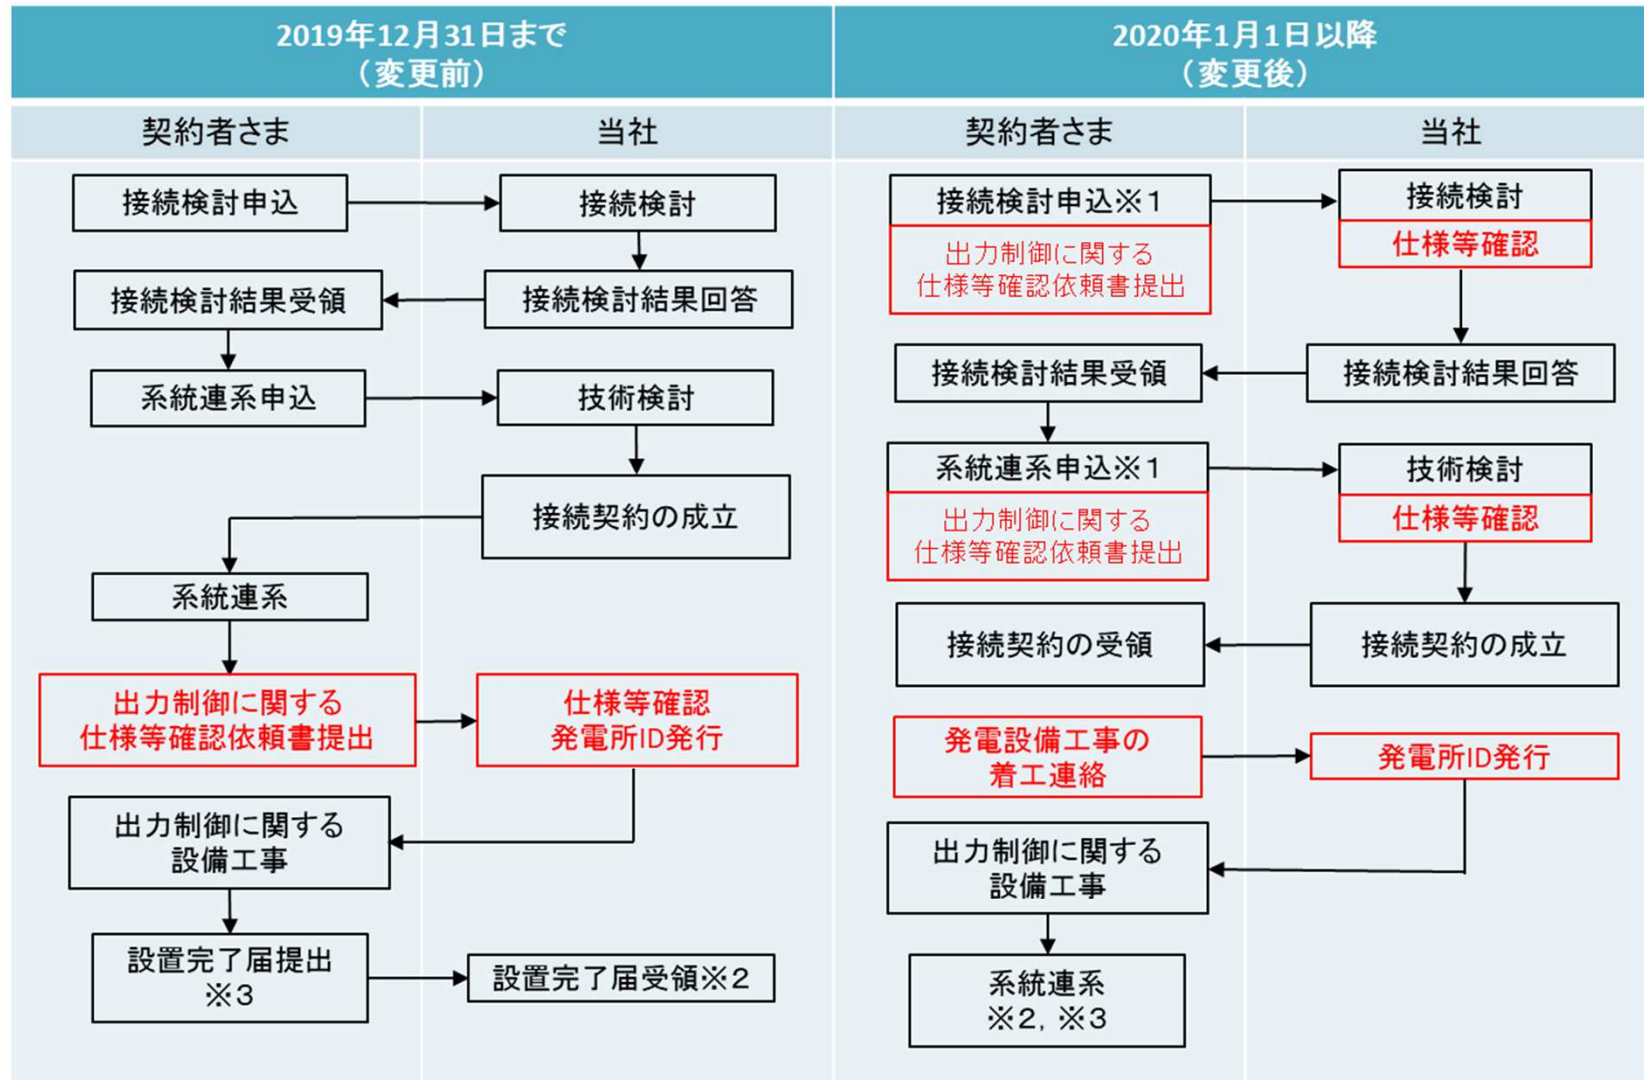 2019年12月31日まで
（変更前）
契約者さま
当社
接続検討申込
接続検討
接続検討結果受領
接続検討結果回答
系統連系申込
技術検討
接続契約の成立
系統連系
出力制御に関する
仕様等確認依頼書提出
仕様等確認
発電所ID発行
出力制御に関する
設備工事
設置完了届提出
※３
設置完了届受領※２
2020年1月1日以降
（変更後）
契約者さま
当社
接続検討申込※１
出力制御に関する
仕様等確認依頼書提出
接続検討
仕様等確認
接続検討結果受領
接続検討結果回答
系統連系申込※１
出力制御に関する
仕様等確認依頼書提出
技術検討
仕様等確認
接続契約の受領
接続契約の成立
発電設備工事の
着工連絡
発電所ID発行
出力制御に関する
設備工事
系統連系
※２，※３